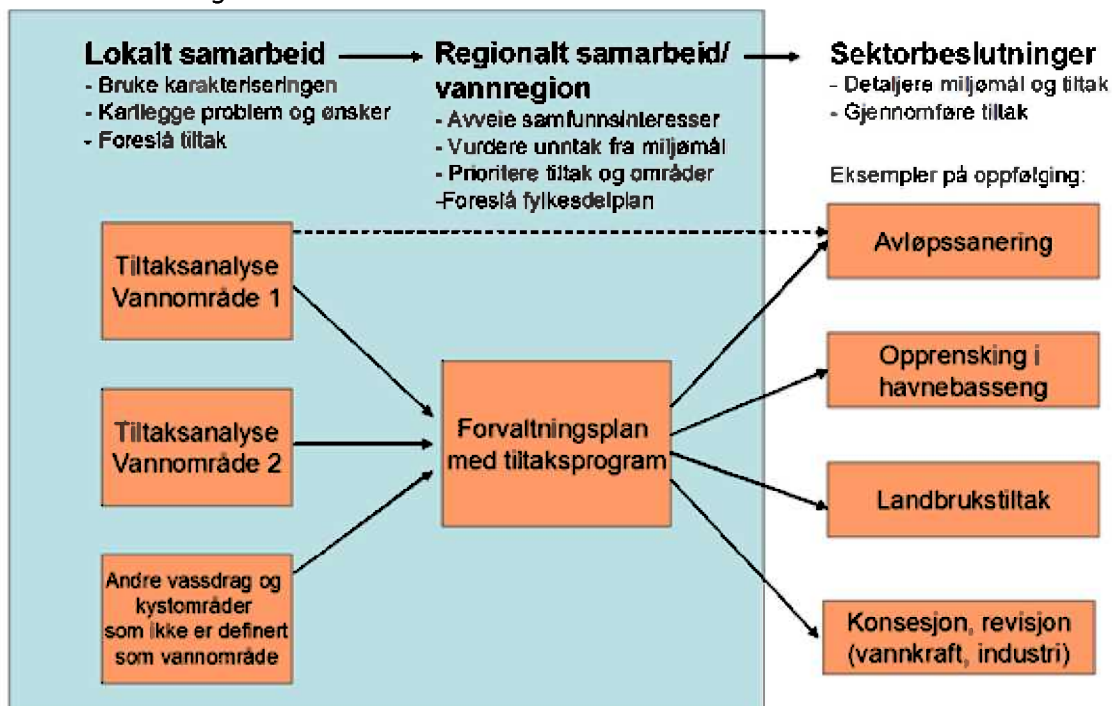 Lokalt samarbeid
- Bruke karakteriseringen
- Kartlegge problem og ønsker
- Foreslå tiltak
Regionalt samarbeid/
vannregion
- Avveie samfunnsinteresser
- Vurdere unntak fra miljømål
- Prioritere tiltak og områder
-Foreslå fylkesdelplan
Sektorbeslutninger
- Detaljere miljømål og tiltak
- Gjennomføre tiltak
Eksempler på oppfølging:
Tiltaksanalyse
Vannområde 1
Tiltaksanalyse
Vannområde 2
Andre vassdrag og
kystområder
som ikke er definert
som vannområde
Forvaltningsplan
med tiltaksprogram
Avløpssanering
Opprensking i
havnebasseng
Landbrukstiltak
Konsesjon, revisjon
(vannkraft, industri)